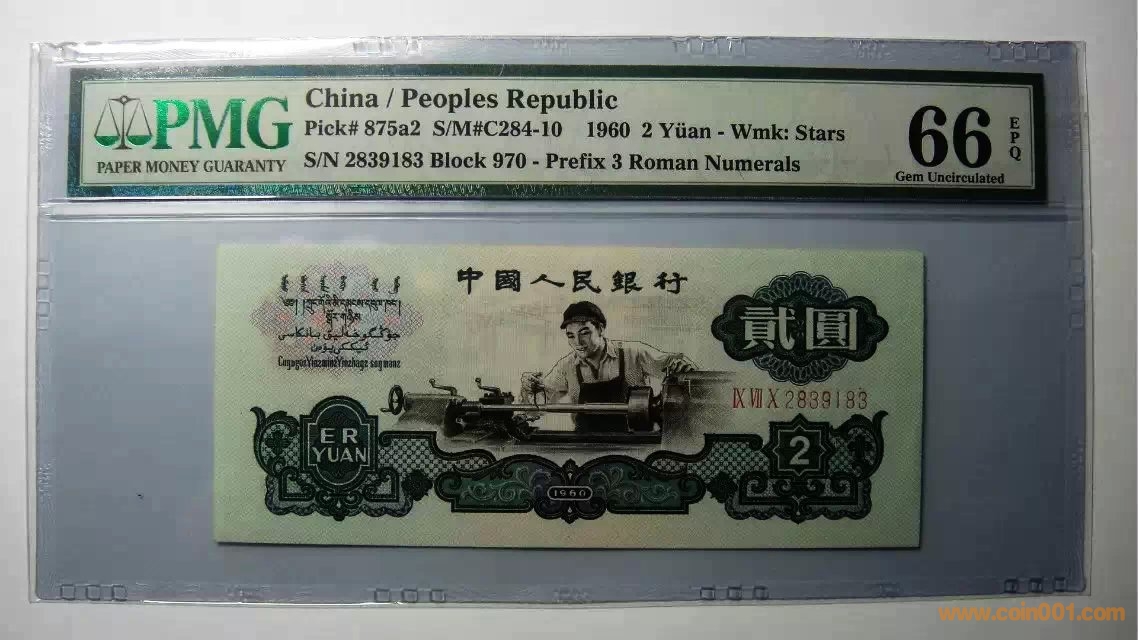 China / Peoples Republic
PMG
Pick# 875a2 S/M#C284-10 1960 2 Yüan - Wmk: Stars
PAPER MONEY GUARANTY
S/N 2839183 Block 970 - Prefix 3 Roman Numerals
66
EPQ
Gem Uncirculated
中國人民銀行
貳圓
IX VII X 2839183
ER
YUAN
2
1960
www.coin001.com